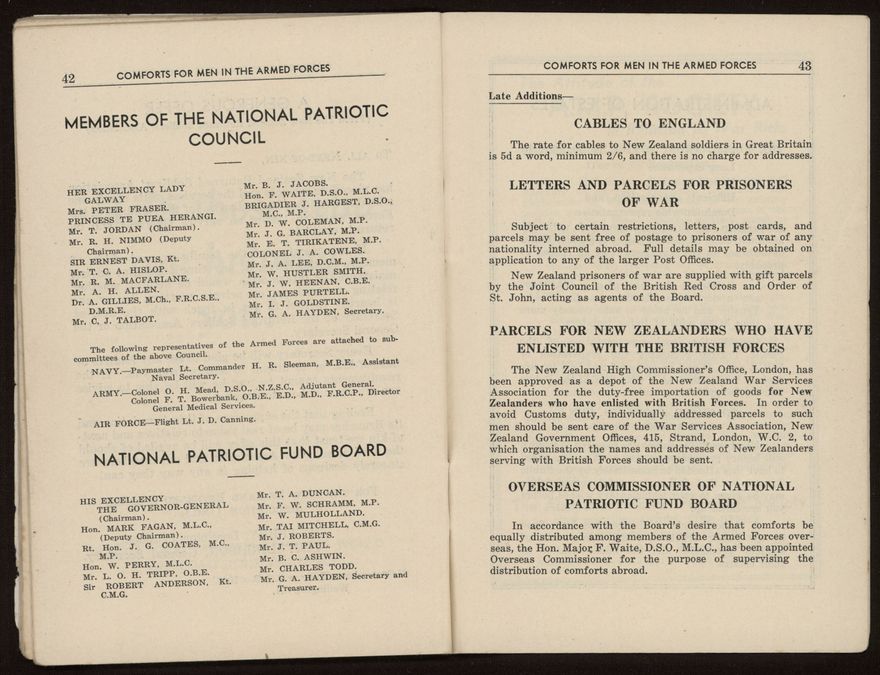 42
COMFORTS FOR MEN IN THE ARMED FORCES
MEMBERS OF THE NATIONAL PATRIOTIC
COUNCIL
HER EXCELLENCY LADY
GALWAY
Mrs. PETER FRASER.
PRINCESS TE PUEA HERANGI.
Mr. T. JORDAN (Chairman).
Mr. R. H. NIMMO (Deputy
Chairman).
SIR ERNEST DAVIS, Kt.
Mr. T. C. A. HISLOP.
Mr. R. M. MACFARLANE.
Mr. A. H. ALLEN.
Dr. A. GILLIES, M.Ch., F.R.C.S.E.,
D.M.R.E.
Mr. C. J. TALBOT.
Mr. B. J. JACOBS.
Hon. F. WAITE, D.S.O., M.L.C.
BRIGADIER J. HARGEST, D.S.O.,
M.C., M.P.
Mr. D. W. COLEMAN, M.P.
Mr. J. G. BARCLAY, M.P.
Mr. E. T. TIRIKATENE, M.P.
COLONEL J. A. COWLES.
Mr. J. A. LEE, D.C.M., M.P.
Mr. W. HUSTLER SMITH.
Mr. J. W. HEENAN, C.B.E.
Mr. JAMES PURTELL.
Mr. I. J. GOLDSTINE.
Mr. G. A. HAYDEN, Secretary.
The following representatives of the Armed Forces are attached to sub-
committees of the above Council.
NAVY.—Paymaster Lt. Commander H. R. Sleeman, M.B.E., Assistant
Naval Secretary.
ARMY.—Colonel O. H. Mead, D.S.O., N.Z.S.C., Adjutant General.
Colonel F. T. Bowerbank, O.B.E., E.D., M.D., F.R.C.P., Director
General Medical Services.
AIR FORCE—Flight Lt. J. D. Canning.
NATIONAL PATRIOTIC FUND BOARD
HIS EXCELLENCY
THE GOVERNOR-GENERAL
(Chairman).
Hon. MARK FAGAN, M.L.C.,
(Deputy Chairman).
Rt. Hon. J. G. COATES, M.C.,
M.P.
Hon. W. PERRY, M.L.C.
Mr. L. O. H. TRIPP, O.B.E.
Sir ROBERT ANDERSON, Kt.
C.M.G.
Mr. T. A. DUNCAN.
Mr. F. W. SCHRAMM, M.P.
Mr. W. MULHOLLAND.
Mr. TAI MITCHELL, C.M.G.
Mr. J. ROBERTS.
Mr. J. T. PAUL.
Mr. B. C. ASHWIN.
Mr. CHARLES TODD.
Mr. G. A. HAYDEN, Secretary and
Treasurer.
COMFORTS FOR MEN IN THE ARMED FORCES
43
Late Additions—
CABLES TO ENGLAND
The rate for cables to New Zealand soldiers in Great Britain
is 5d a word, minimum 2/6, and there is no charge for addresses.
LETTERS AND PARCELS FOR PRISONERS
OF WAR
Subject to certain restrictions, letters, post cards, and
parcels may be sent free of postage to prisoners of war of any
nationality interned abroad. Full details may be obtained on
application to any of the larger Post Offices.
New Zealand prisoners of war are supplied with gift parcels
by the Joint Council of the British Red Cross and Order of
St. John, acting as agents of the Board.
PARCELS FOR NEW ZEALANDERS WHO HAVE
ENLISTED WITH THE BRITISH FORCES
The New Zealand High Commissioner's Office, London, has
been approved as a depot of the New Zealand War Services
Association for the duty-free importation of goods for New
Zealanders who have enlisted with British Forces. In order to
avoid Customs duty, individually addressed parcels to such
men should be sent care of the War Services Association, New
Zealand Government Offices, 415, Strand, London, W.C. 2, to
which organisation the names and addresses of New Zealanders
serving with British Forces should be sent.
OVERSEAS COMMISSIONER OF NATIONAL
PATRIOTIC FUND BOARD
In accordance with the Board's desire that comforts be
equally distributed among members of the Armed Forces over-
seas, the Hon. Major F. Waite, D.S.O., M.L.C., has been appointed
Overseas Commissioner for the purpose of supervising the
distribution of comforts abroad.